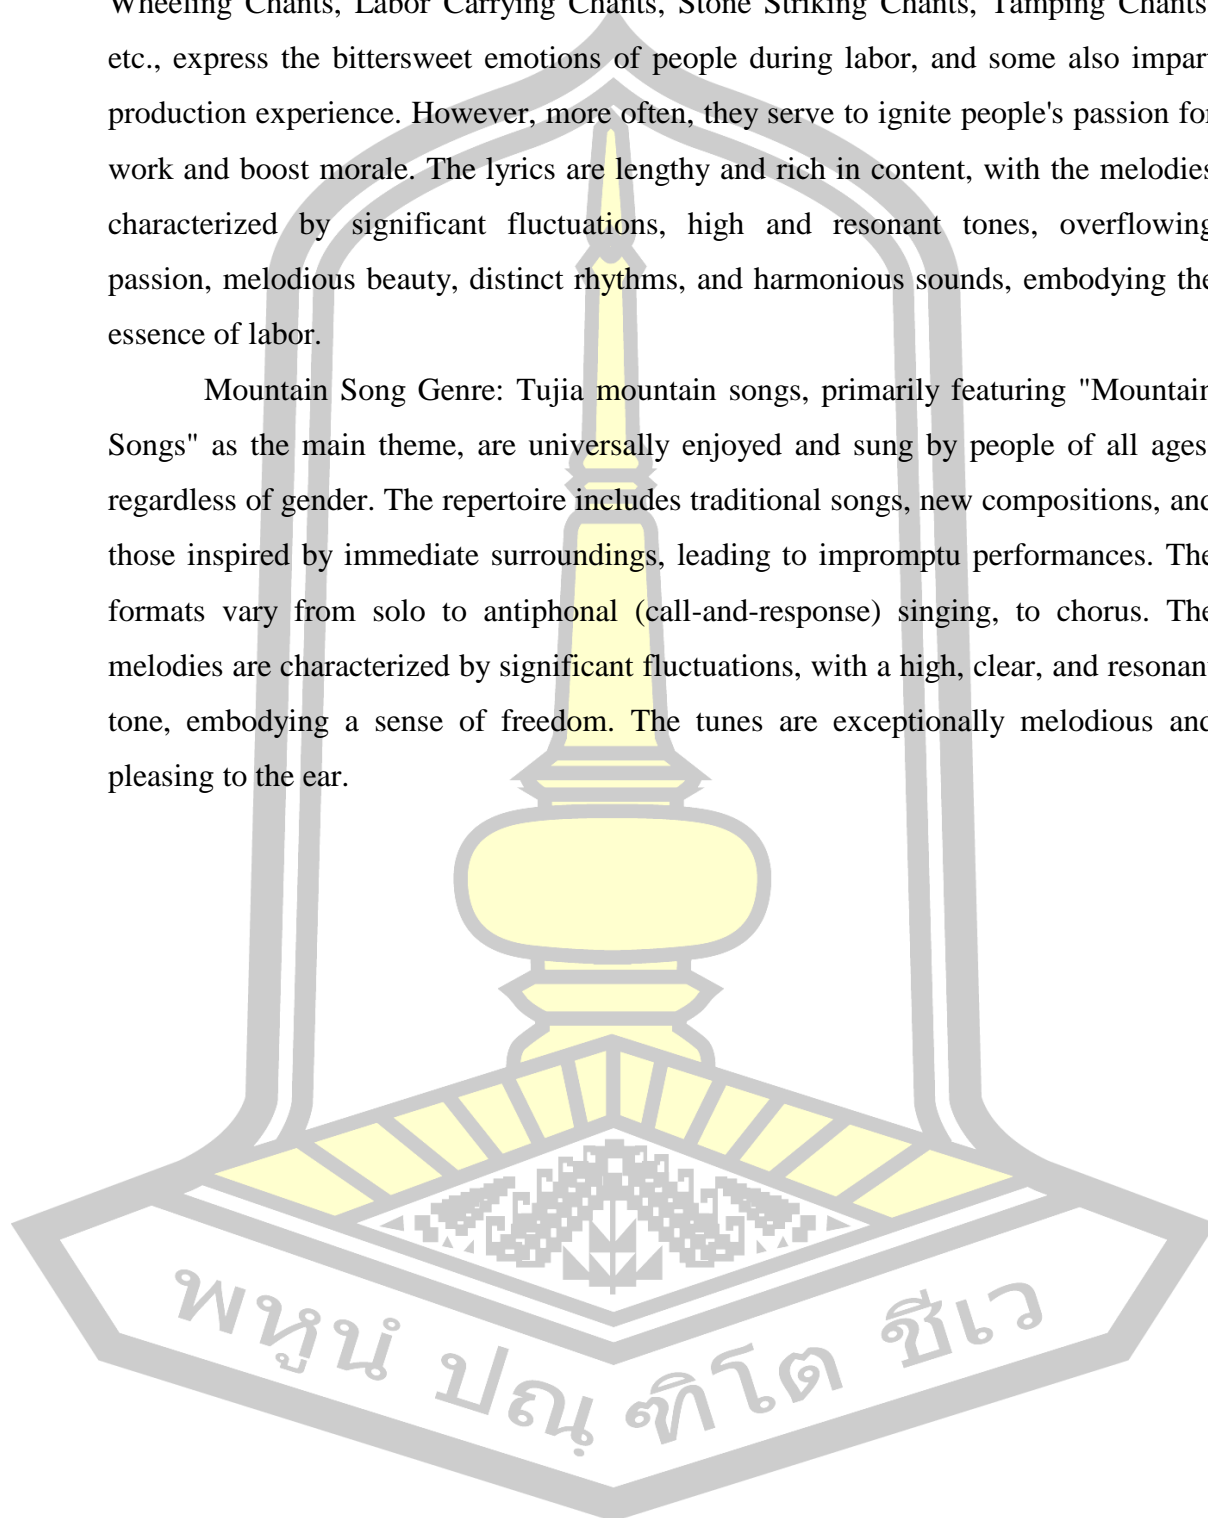 Wheeling Chants, Labor Carrying Chants, Stone Striking Chants, Tamping Chants
etc., express the bittersweet emotions of people during labor, and some also impart
production experience. However, more often, they serve to ignite people's passion for
work and boost morale. The lyrics are lengthy and rich in content, with the melodies
characterized by significant fluctuations, high and resonant tones, overflowing
passion, melodious beauty, distinct rhythms, and harmonious sounds, embodying the
essence of labor.
Mountain Song Genre: Tujia mountain songs, primarily featuring "Mountain
Songs" as the main theme, are universally enjoyed and sung by people of all ages
regardless of gender. The repertoire includes traditional songs, new compositions, and
those inspired by immediate surroundings, leading to impromptu performances. The
formats vary from solo to antiphonal (call-and-response) singing, to chorus. The
melodies are characterized by significant fluctuations, with a high, clear, and resonant
tone, embodying a sense of freedom. The tunes are exceptionally melodious and
pleasing to the ear.
พหูนํ ปณฺฑิโต ชีเว